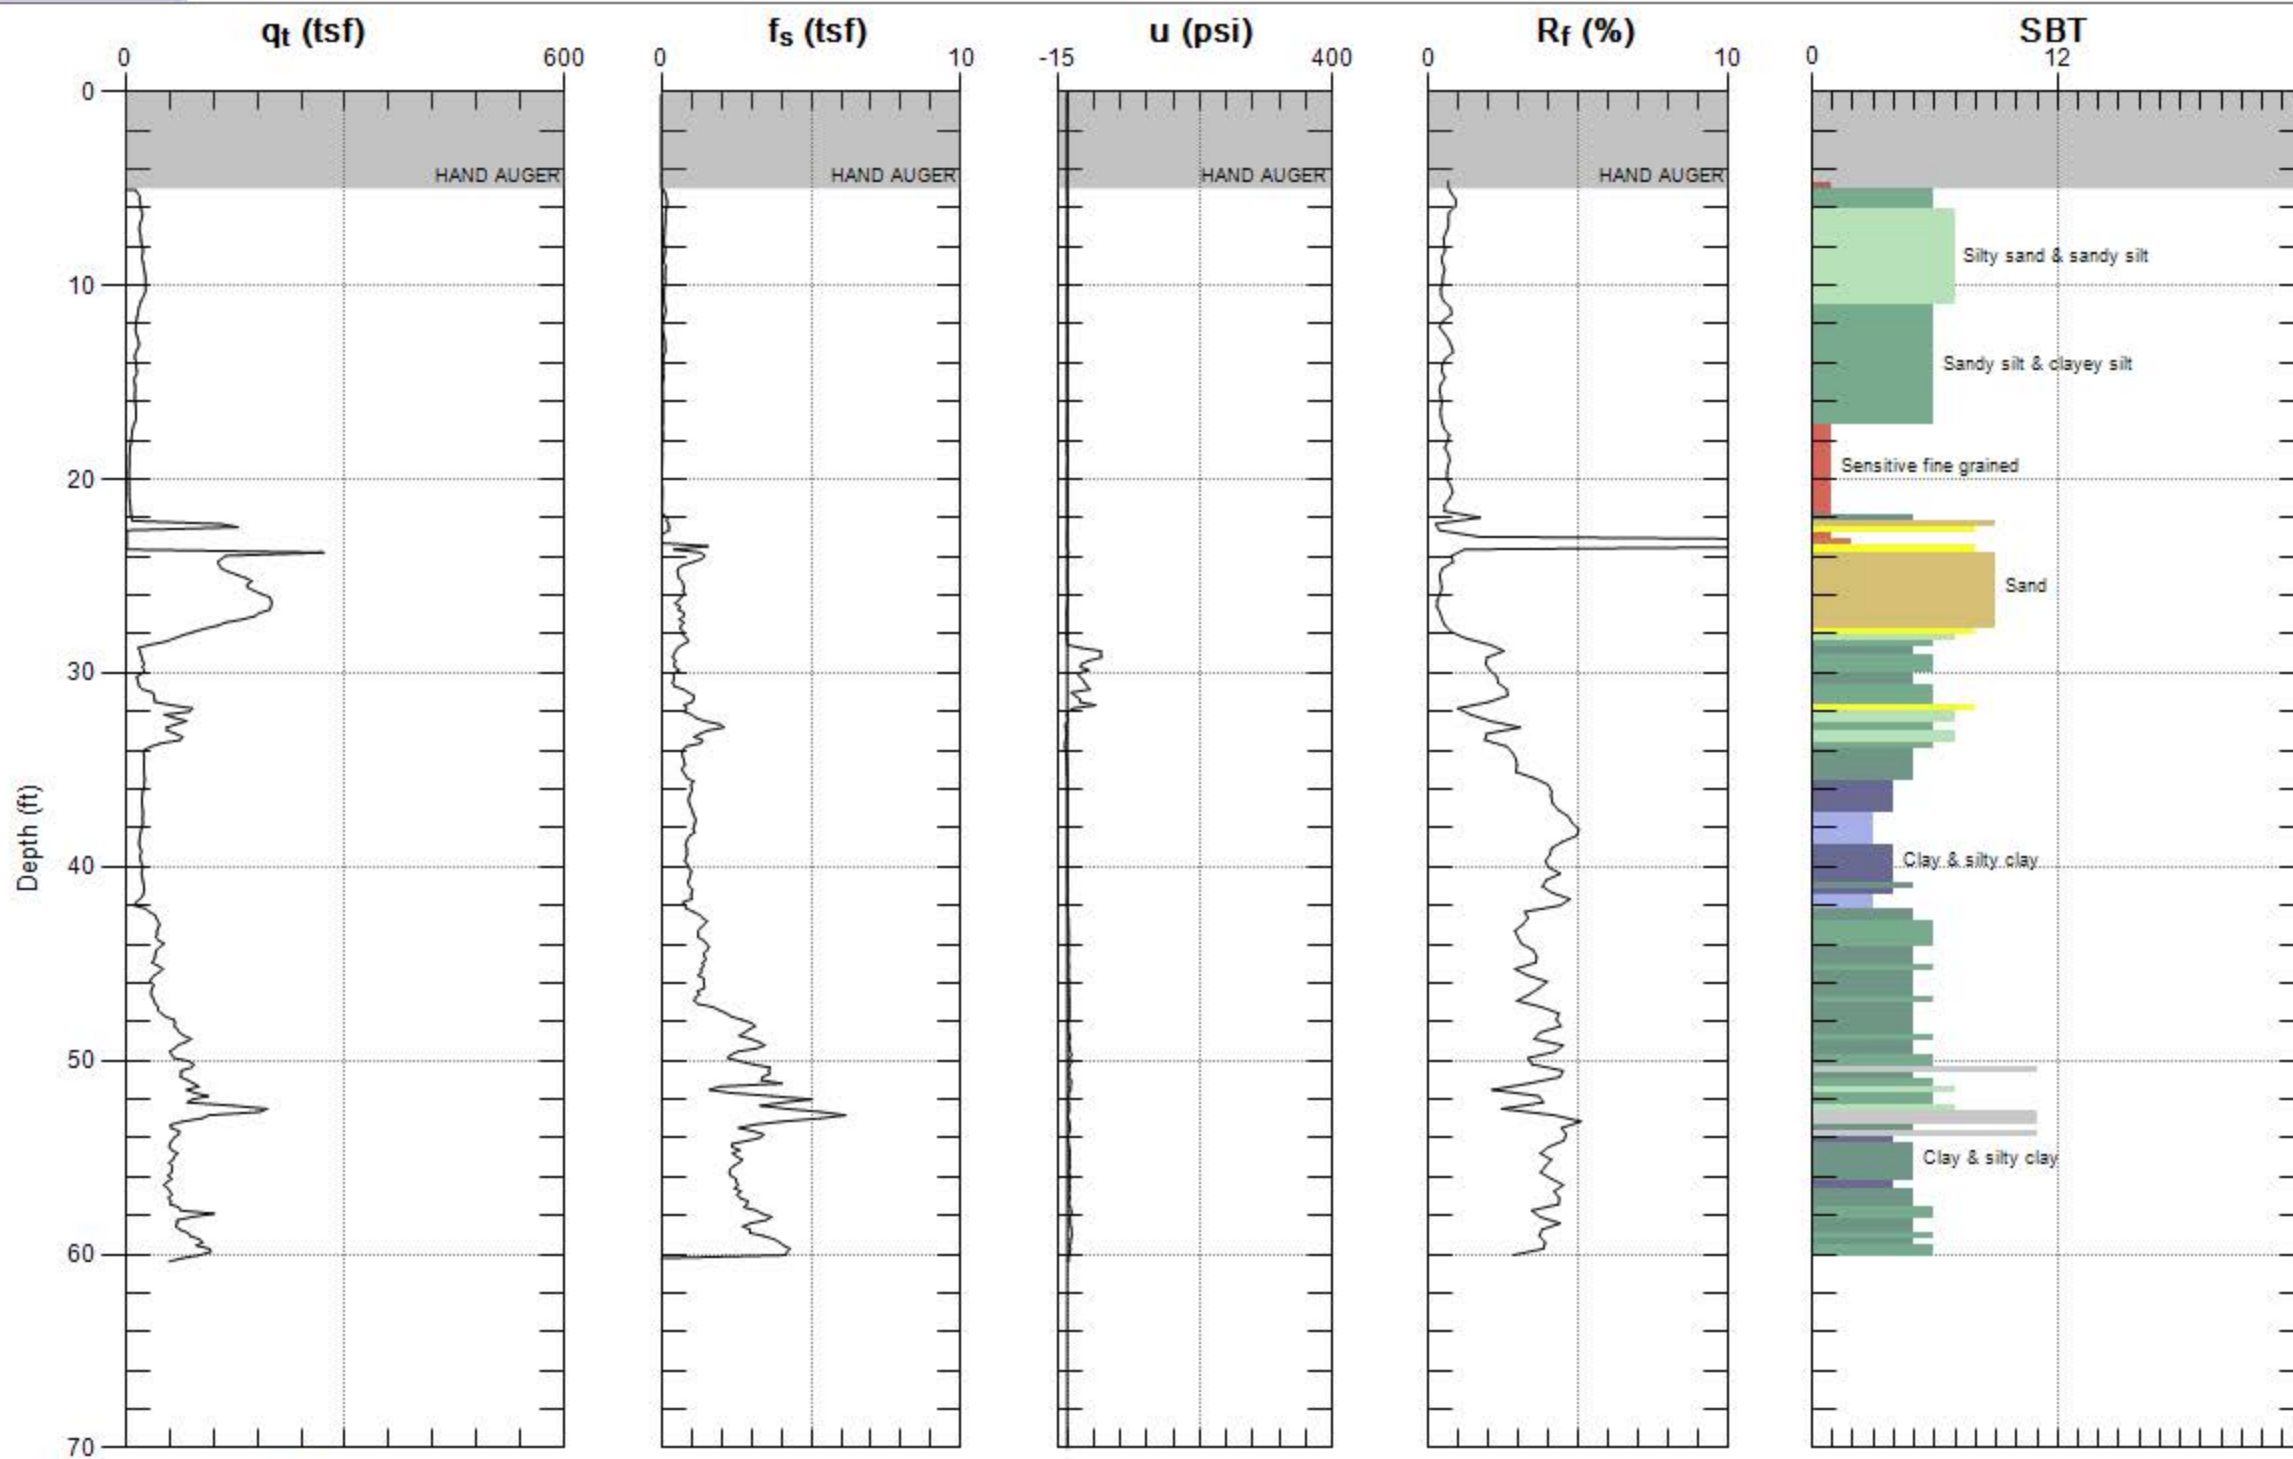 qt (tsf)
fs (tsf)
u (psi)
Rf (%)
SBT
0
600
0
10
-15
400
0
10
0
12
0
HAND AUGER
HAND AUGER
HAND AUGER
HAND AUGER
Silty sand & sandy silt
10
Sandy silt & clayey silt
Sensitive fine grained
20
Sand
30
Depth (ft)
Clay & silty clay
40
50
Clay & silty clay
60
70